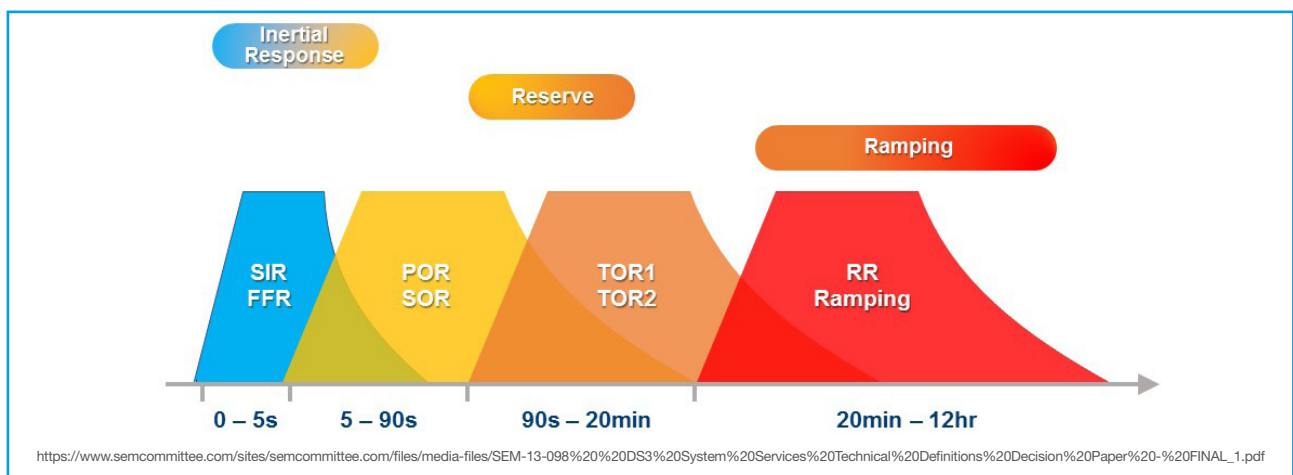 Inertial
Response
Reserve
Ramping
SIR
FFR
POR
SOR
TOR1
TOR2
RR
Ramping
0 – 5s
5 – 90s
90s – 20min
20min – 12hr
https://www.semcommittee.com/sites/semcommittee.com/files/media-files/SEM-13-098%20%20DS3%20System%20Services%20Technical%20Definitions%20Decision%20Paper%20-%20FINAL_1.pdf